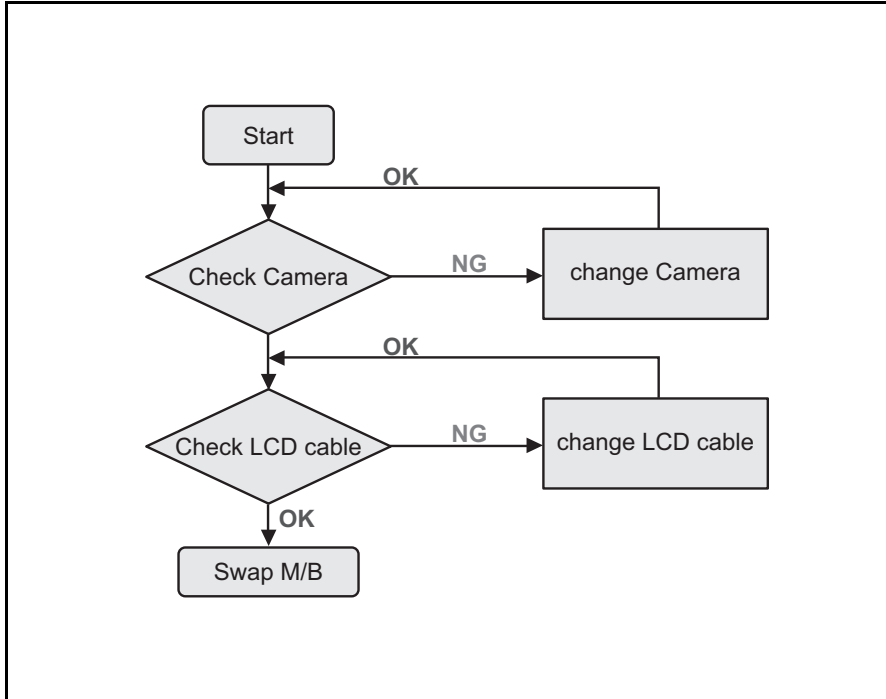 Start
OK
Check Camera
NG
change Camera
OK
Check LCD cable
NG
change LCD cable
OK
Swap M/B